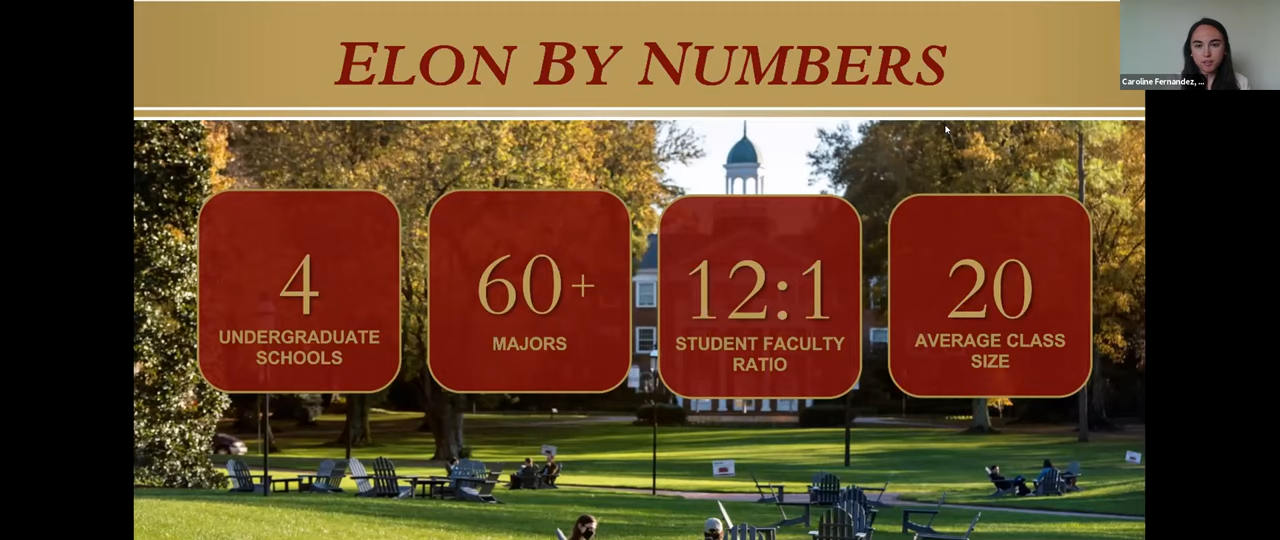 ELON BY NUMBERS
Caroline Fernandez, ...
4
UNDERGRADUATE
SCHOOLS
60+
MAJORS
12:1
STUDENT FACULTY
RATIO
20
AVERAGE CLASS
SIZE